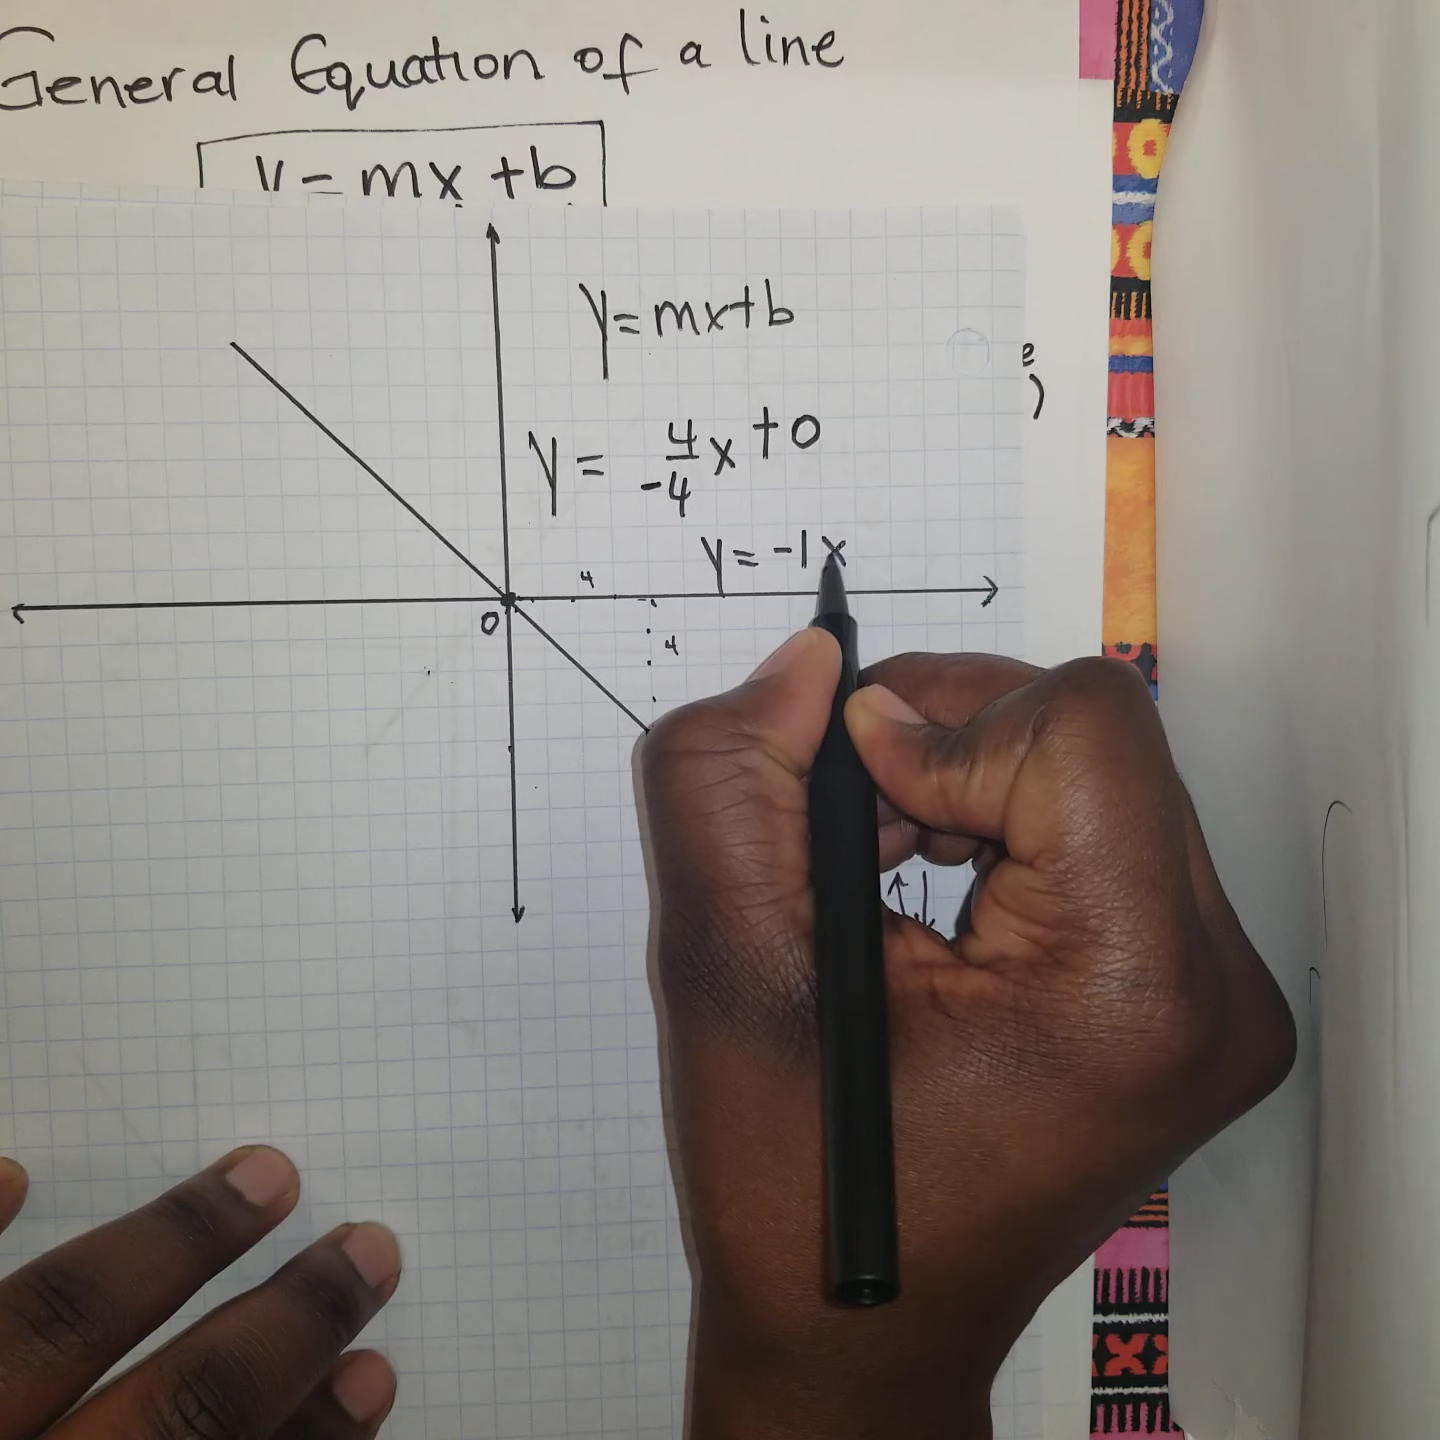 General Equation of a line
y = mx + b
y = mx + b
y = 4/-4 x + 0
y = -1x
4
0
4
e
)